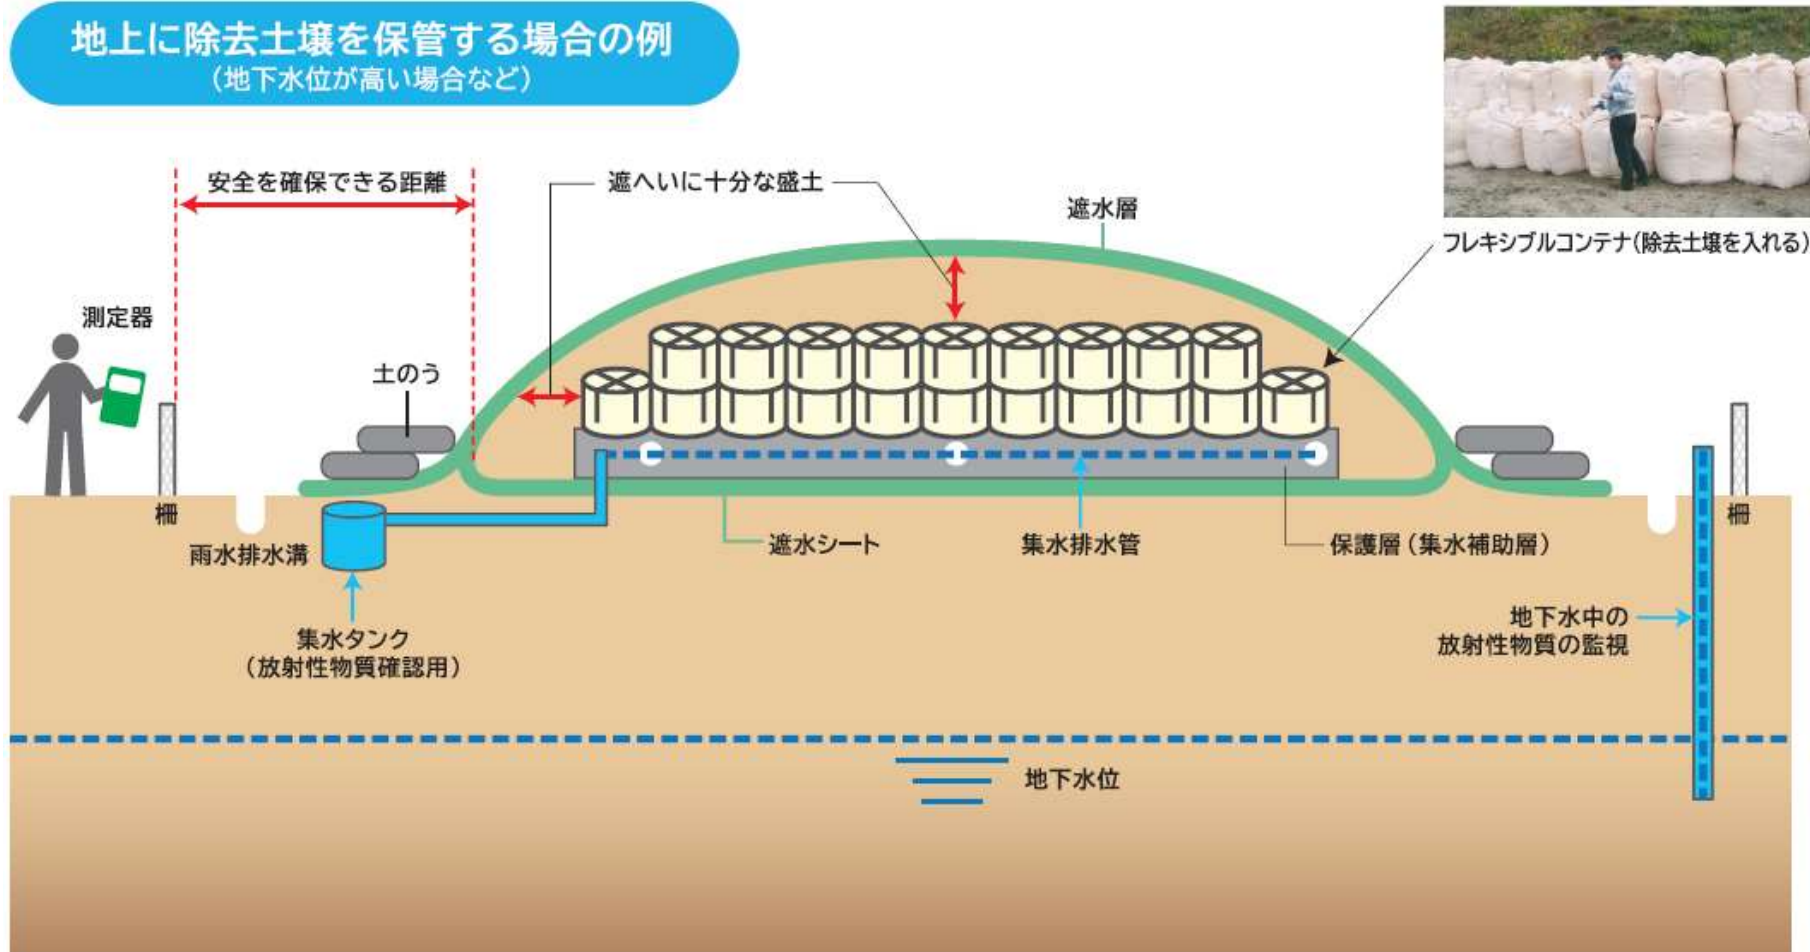 地上に除去土壌を保管する場合の例
（地下水位が高い場合など）
安全を確保できる距離
遮へいに十分な盛土
遮水層
フレキシブルコンテナ（除去土壌を入れる）
測定器
土のう
柵
雨水排水溝
遮水シート
集水排水管
保護層（集水補助層）
柵
集水タンク
（放射性物質確認用）
地下水中の
放射性物質の監視
地下水位